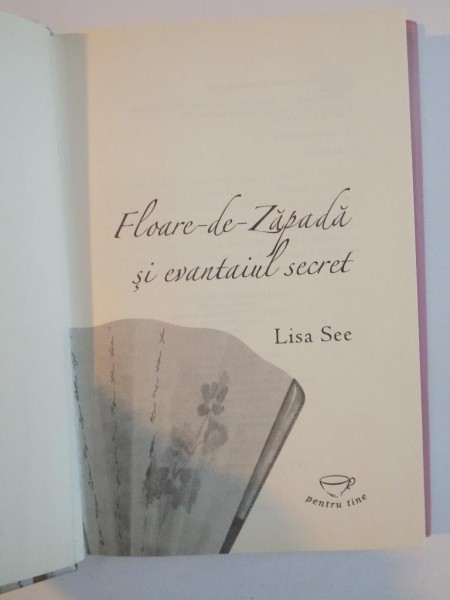 Floare-de-Zăpadă
și evantaiul secret
Lisa See
pentru tine